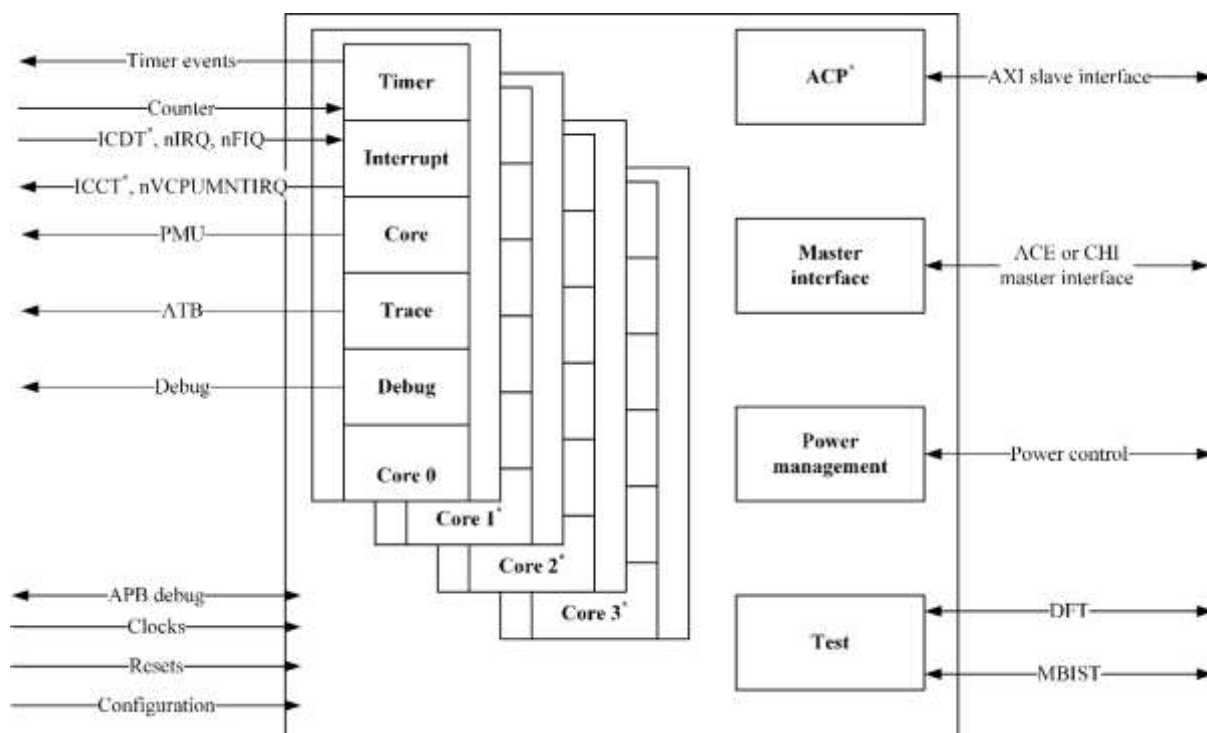 Timer events
Counter
ICDT*, nIRQ, nFIQ
ICCT*, nVCPUMNTIRQ
PMU
ATB
Debug
APB debug
Clocks
Resets
Configuration
Timer
Interrupt
Core
Trace
Debug
Core 0
Core 1*
Core 2*
Core 3*
ACP*
Master
interface
Power
management
Test
AXI slave interface
ACE or CHI
master interface
Power control
DFT
MBIST